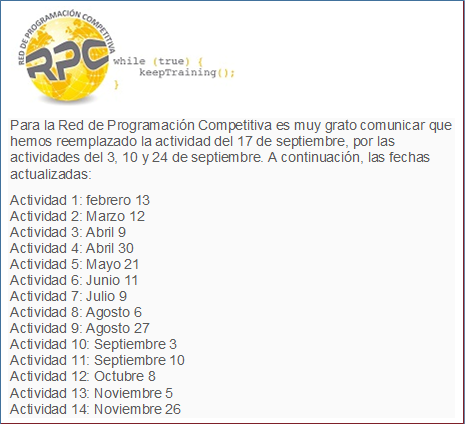 RED DE PROGRAMACIÓN COMPETITIVA
RPC
while (true) {
keepTraining();
}
Para la Red de Programación Competitiva es muy grato comunicar que
hemos reemplazado la actividad del 17 de septiembre, por las
actividades del 3, 10 y 24 de septiembre. A continuación, las fechas
actualizadas:
Actividad 1: febrero 13
Actividad 2: Marzo 12
Actividad 3: Abril 9
Actividad 4: Abril 30
Actividad 5: Mayo 21
Actividad 6: Junio 11
Actividad 7: Julio 9
Actividad 8: Agosto 6
Actividad 9: Agosto 27
Actividad 10: Septiembre 3
Actividad 11: Septiembre 10
Actividad 12: Octubre 8
Actividad 13: Noviembre 5
Actividad 14: Noviembre 26